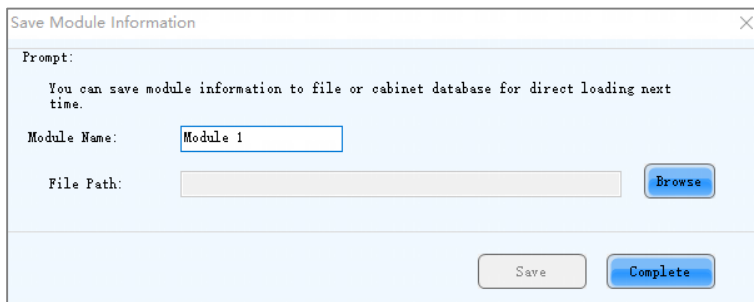 Save Module Information
Prompt:
You can save module information to file or cabinet database for direct loading next
time.
Module Name: Module 1
File Path: Browse
Save Complete